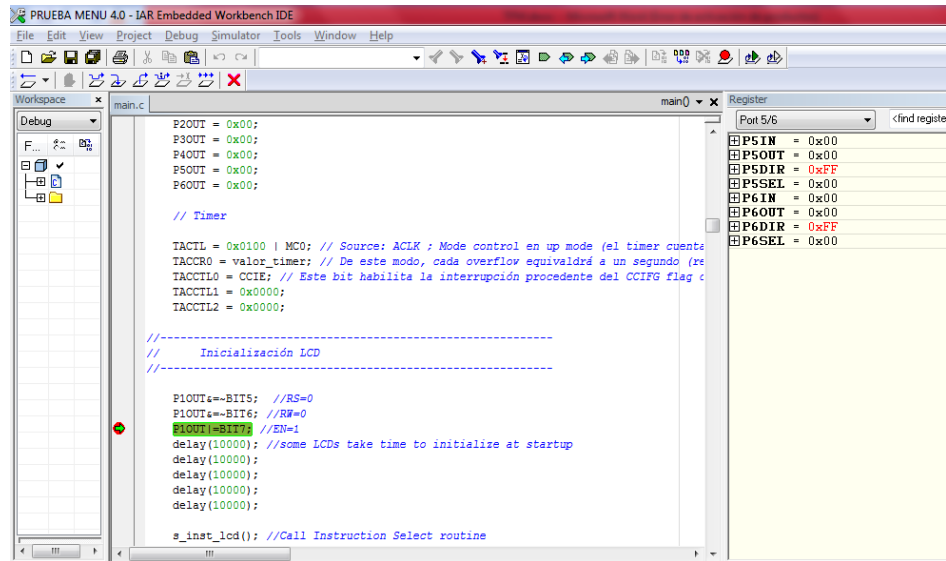 PRUEBA MENU 4.0 - IAR Embedded Workbench IDE
File Edit View Project Debug Simulator Tools Window Help
Workspace
Debug
F...
main.c
main()
P2OUT = 0x00;
P3OUT = 0x00;
P4OUT = 0x00;
P5OUT = 0x00;
P6OUT = 0x00;
// Timer
TACTL = 0x0100 | MC0; // Source: ACLK ; Mode control en up mode (el timer cuenta
TACCR0 = valor_timer; // De este modo, cada overflow equivaldrá a un segundo (re
TACCTL0 = CCIE; // Este bit habilita la interrupción procedente del CCIFG flag
TACCTL1 = 0x0000;
TACCTL2 = 0x0000;
//-----------------------------------------------------------
// Inicialización LCD
//-----------------------------------------------------------
P1OUT&=~BIT5; //RS=0
P1OUT&=~BIT6; //RW=0
P1OUT|=BIT7; //EN=1
delay(10000); //some LCDs take time to initialize at startup
delay(10000);
delay(10000);
delay(10000);
delay(10000);
s_inst_lcd(); //Call Instruction Select routine
Register
Port 5/6
<find registe
P5IN = 0x00
P5OUT = 0x00
P5DIR = 0xFF
P5SEL = 0x00
P6IN = 0x00
P6OUT = 0x00
P6DIR = 0xFF
P6SEL = 0x00